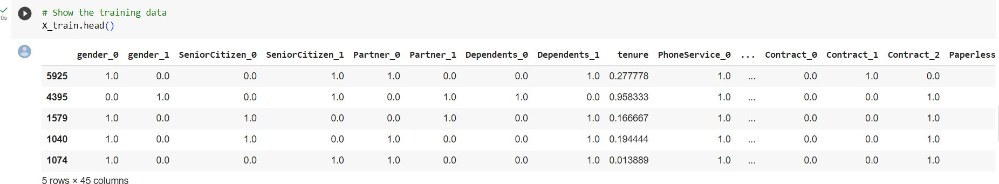 0s
# Show the training data
X_train.head()
gender_0 gender_1 SeniorCitizen_0 SeniorCitizen_1 Partner_0 Partner_1 Dependents_0 Dependents_1 tenure PhoneService_0 ... Contract_0 Contract_1 Contract_2 Paperless
5925 1.0 0.0 0.0 1.0 1.0 0.0 0.0 1.0 0.277778 1.0 ... 0.0 1.0 0.0
4395 0.0 1.0 0.0 1.0 0.0 1.0 1.0 0.0 0.958333 1.0 ... 0.0 0.0 1.0
1579 1.0 0.0 1.0 0.0 0.0 1.0 0.0 1.0 0.166667 1.0 ... 0.0 0.0 1.0
1040 1.0 0.0 1.0 0.0 1.0 0.0 0.0 1.0 0.194444 1.0 ... 0.0 0.0 1.0
1074 1.0 0.0 0.0 1.0 1.0 0.0 0.0 1.0 0.013889 1.0 ... 0.0 0.0 1.0
5 rows × 45 columns